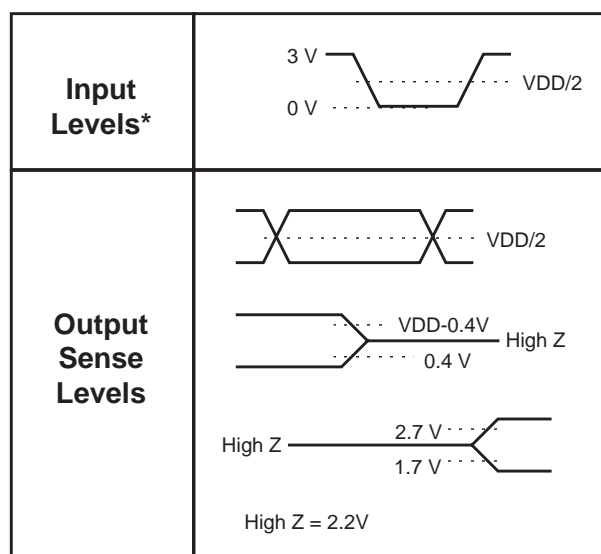 Input
Levels*
3 V
VDD/2
0 V
Output
Sense
Levels
VDD/2
VDD-0.4V
High Z
0.4 V
2.7 V
High Z
1.7 V
High Z = 2.2V